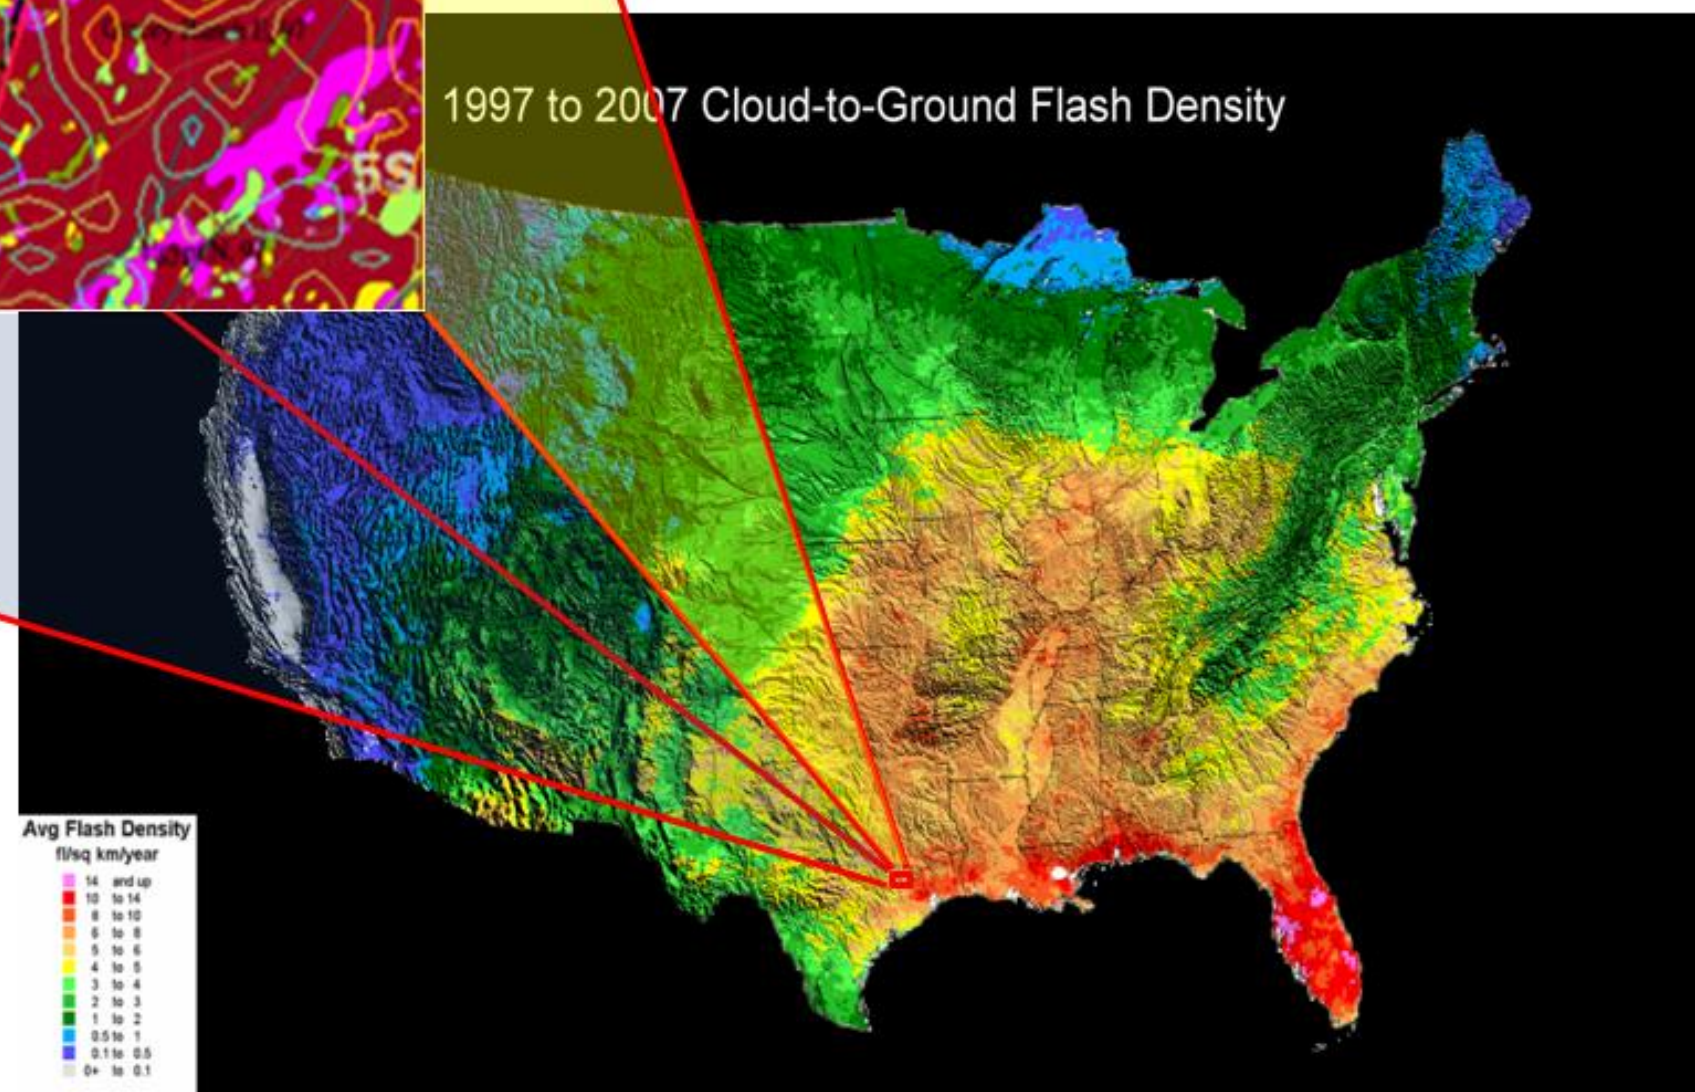 1997 to 2007 Cloud-to-Ground Flash Density
5S
Avg Flash Density
fl/sq km/year
14 and up
10 to 14
8 to 10
6 to 8
5 to 6
4 to 5
3 to 4
2 to 3
1 to 2
0.5 to 1
0.1 to 0.5
0+ to 0.1